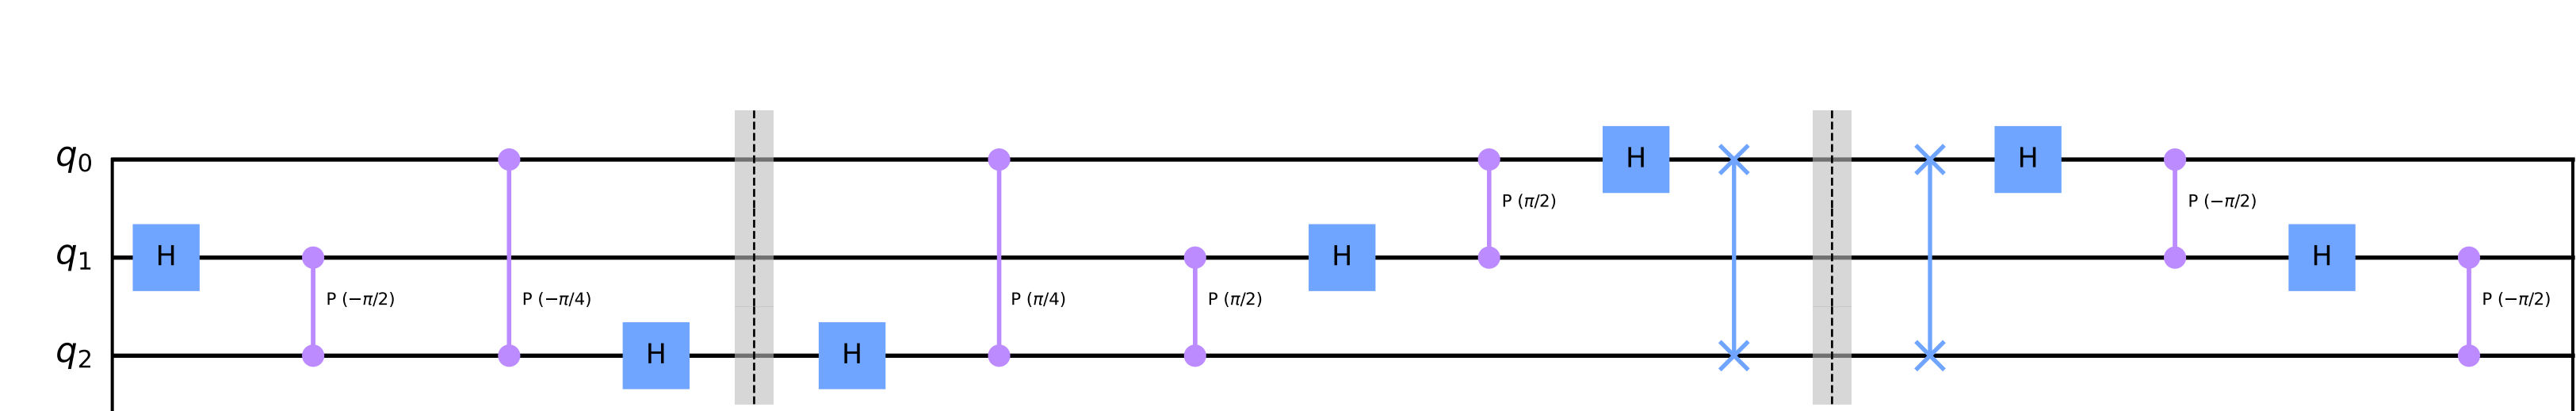 q0 H H H
P (π/2) P (−π/2)
q1 H H H
P (−π/2) P (−π/4) P (π/4) P (π/2) P (−π/2)
q2 H H